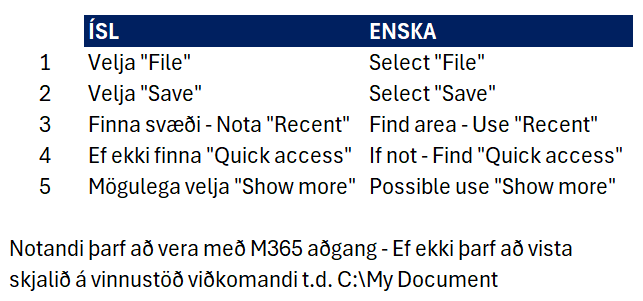 ÍSL ENSKA
1 Velja "File" Select "File"
2 Velja "Save" Select "Save"
3 Finna svæði - Nota "Recent" Find area - Use "Recent"
4 Ef ekki finna "Quick access" If not - Find "Quick access"
5 Mögulega velja "Show more" Possible use "Show more"
Notandi þarf að vera með M365 aðgang - Ef ekki þarf að vista
skjalið á vinnustöð viðkomandi t.d. C:\My Document